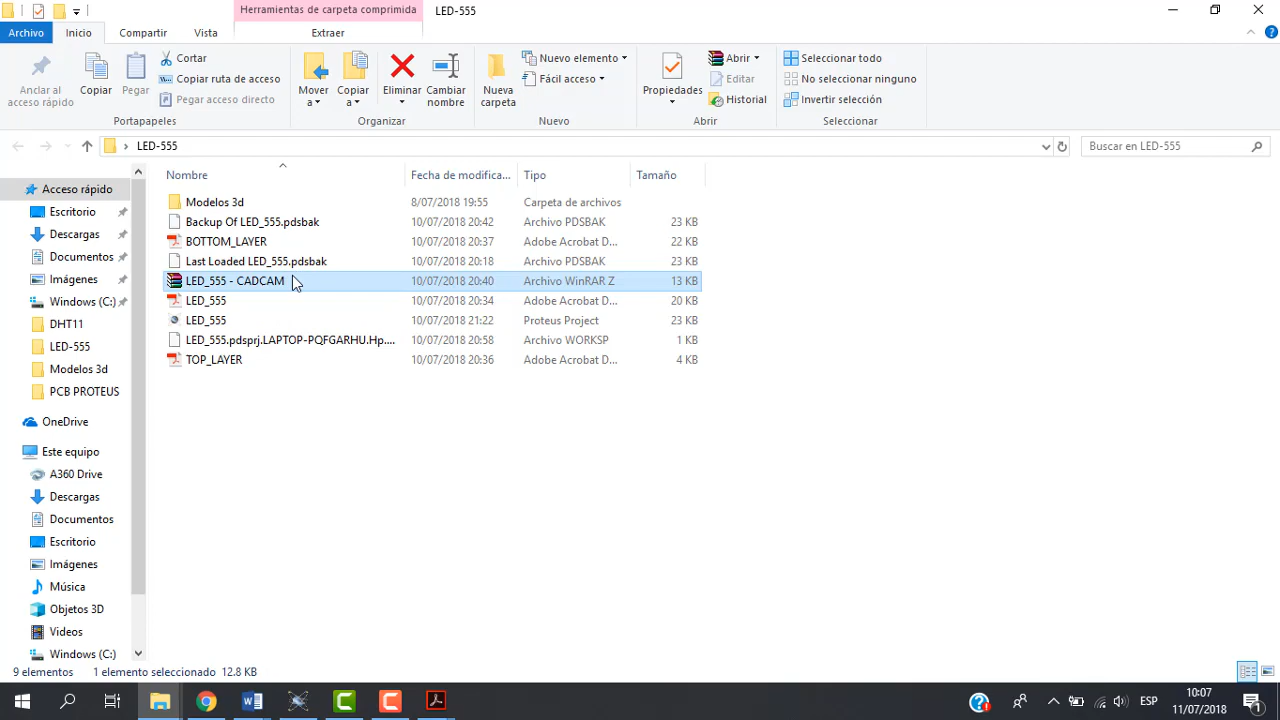 Herramientas de carpeta comprimida
LED-555
Archivo
Inicio
Compartir
Vista
Extraer
Anclar al acceso rápido
Copiar
Pegar
Cortar
Copiar ruta de acceso
Pegar acceso directo
Mover a
Copiar a
Eliminar
Cambiar nombre
Nueva carpeta
Nuevo elemento
Fácil acceso
Propiedades
Abrir
Editar
Historial
Seleccionar todo
No seleccionar ninguno
Invertir selección
Portapapeles
Organizar
Nuevo
Abrir
Seleccionar
LED-555
Buscar en LED-555
Nombre Fecha de modifica... Tipo Tamaño
Modelos 3d 8/07/2018 19:55 Carpeta de archivos
Backup Of LED_555.pdsbak 10/07/2018 20:42 Archivo PDSBAK 23 KB
BOTTOM_LAYER 10/07/2018 20:37 Adobe Acrobat D... 22 KB
Last Loaded LED_555.pdsbak 10/07/2018 20:18 Archivo PDSBAK 23 KB
LED_555 - CADCAM 10/07/2018 20:40 Archivo WinRAR Z 13 KB
LED_555 10/07/2018 20:34 Adobe Acrobat D... 20 KB
LED_555 10/07/2018 21:22 Proteus Project 23 KB
LED_555.pdsprj.LAPTOP-PQFGARHU.Hp.... 10/07/2018 20:58 Archivo WORKSP 1 KB
TOP_LAYER 10/07/2018 20:36 Adobe Acrobat D... 4 KB
Acceso rápido
Escritorio
Descargas
Documentos
Imágenes
Windows (C:)
DHT11
LED-555
Modelos 3d
PCB PROTEUS
OneDrive
Este equipo
A360 Drive
Descargas
Documentos
Escritorio
Imágenes
Música
Objetos 3D
Videos
Windows (C:)
9 elementos 1 elemento seleccionado 12.8 KB
ESP
10:07
11/07/2018
1